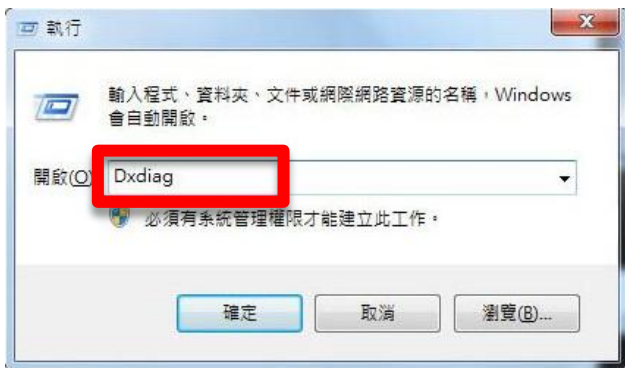 執行
輸入程式、資料夾、文件或網際網路資源的名稱，Windows
會自動開啟。
開啟(O)
Dxdiag
必須有系統管理權限才能建立此工作。
確定
取消
瀏覽(B)...